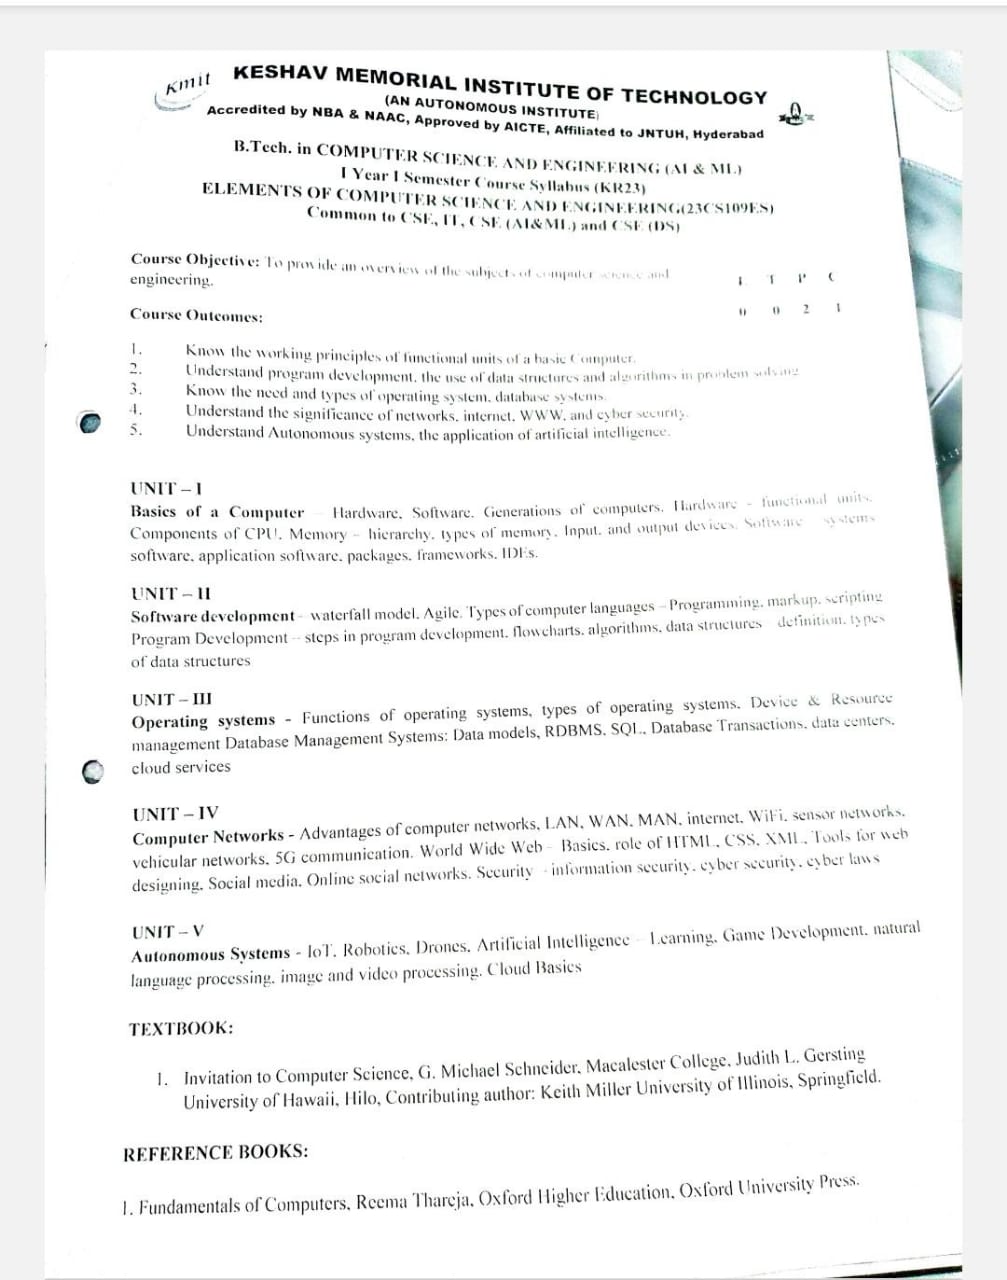 kmit
KESHAV MEMORIAL INSTITUTE OF TECHNOLOGY
(AN AUTONOMOUS INSTITUTE)
Accredited by NBA & NAAC, Approved by AICTE, Affiliated to JNTUH, Hyderabad
B.Tech. in COMPUTER SCIENCE AND ENGINEERING (AI & ML)
I Year I Semester Course Syllabus (KR23)
ELEMENTS OF COMPUTER SCIENCE AND ENGINEERING(23CS109ES)
Common to CSE, IT, CSE (AI&ML) and CSE (DS)
Course Objective: To provide an overview of the subjects of computer science and
engineering.
L T P C
0 0 2 1
Course Outcomes:
1. Know the working principles of functional units of a basic Computer.
2. Understand program development, the use of data structures and algorithms in problem solving
3. Know the need and types of operating system, database systems.
4. Understand the significance of networks, internet, WWW, and cyber security.
5. Understand Autonomous systems, the application of artificial intelligence.
UNIT – I
Basics of a Computer – Hardware, Software, Generations of computers. Hardware - functional units,
Components of CPU, Memory – hierarchy, types of memory, Input, and output devices. Software systems
software, application software, packages, frameworks, IDEs.
UNIT – II
Software development – waterfall model, Agile. Types of computer languages – Programming, markup, scripting
Program Development – steps in program development, flowcharts, algorithms, data structures definition, types
of data structures
UNIT – III
Operating systems - Functions of operating systems, types of operating systems, Device & Resource
management Database Management Systems: Data models, RDBMS, SQL, Database Transactions, data centers,
cloud services
UNIT – IV
Computer Networks - Advantages of computer networks, LAN, WAN, MAN, internet, WiFi, sensor networks,
vehicular networks, 5G communication. World Wide Web – Basics, role of HTML, CSS, XML, Tools for web
designing, Social media, Online social networks. Security - information security, cyber security, cyber laws
UNIT – V
Autonomous Systems - IoT, Robotics, Drones, Artificial Intelligence – Learning, Game Development, natural
language processing, image and video processing. Cloud Basics
TEXTBOOK:
1. Invitation to Computer Science, G. Michael Schneider, Macalester College, Judith L. Gersting
University of Hawaii, Hilo, Contributing author: Keith Miller University of Illinois, Springfield.
REFERENCE BOOKS:
1. Fundamentals of Computers, Reema Thareja, Oxford Higher Education, Oxford University Press.